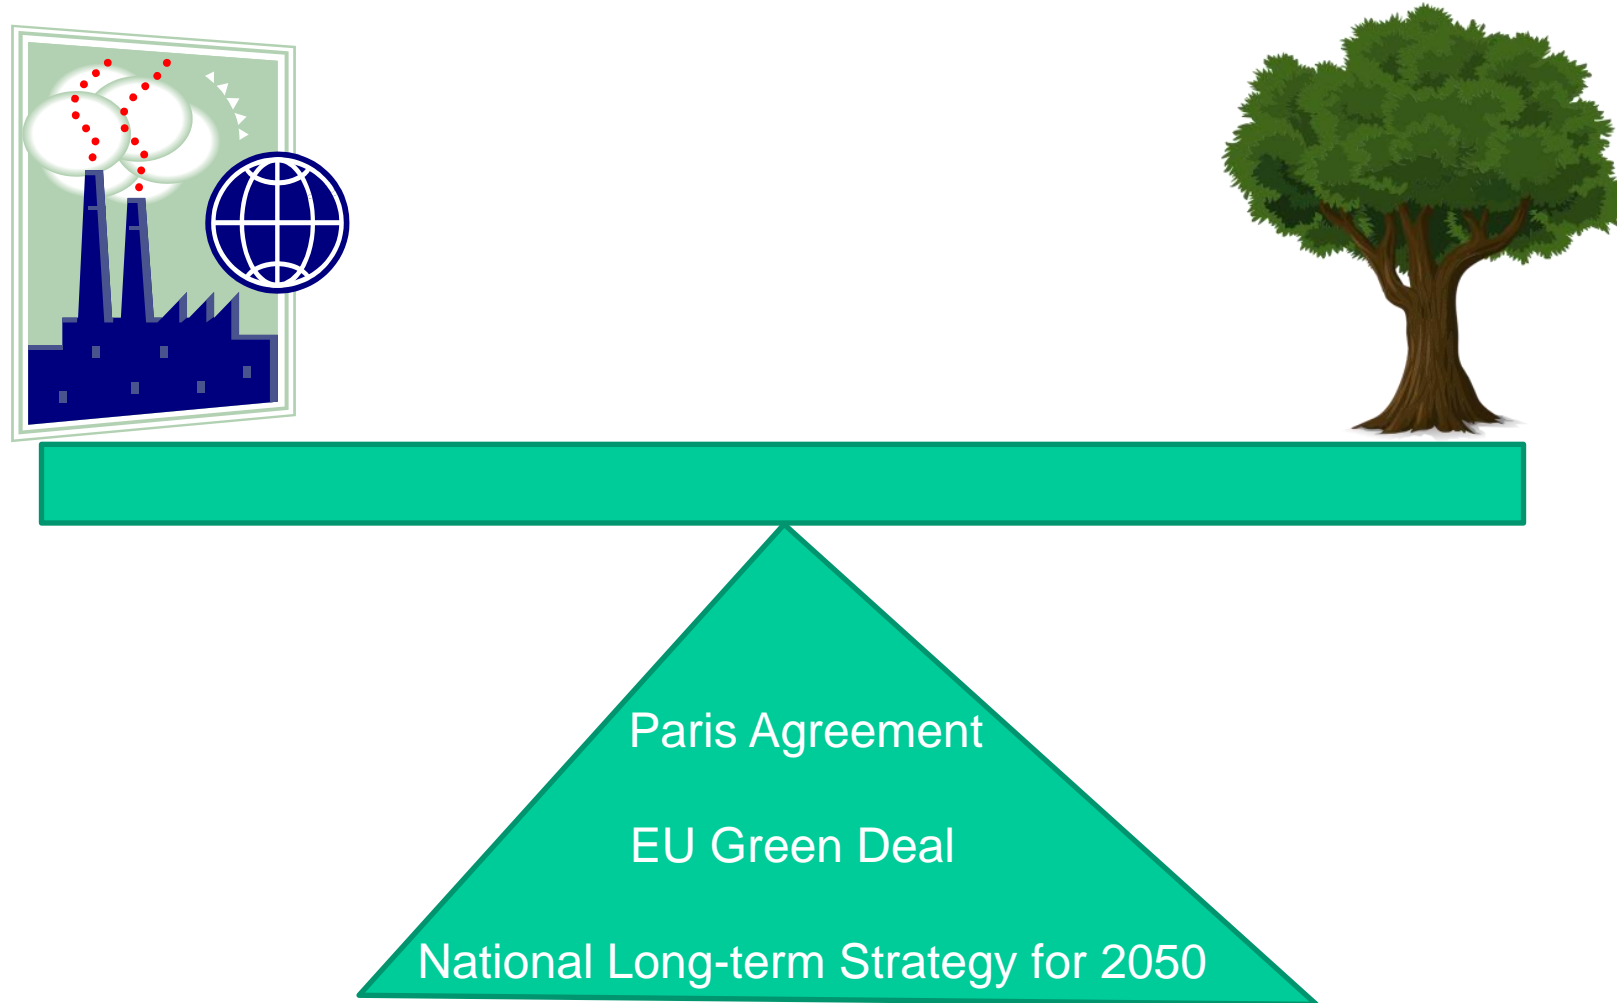 Paris Agreement
EU Green Deal
National Long-term Strategy for 2050